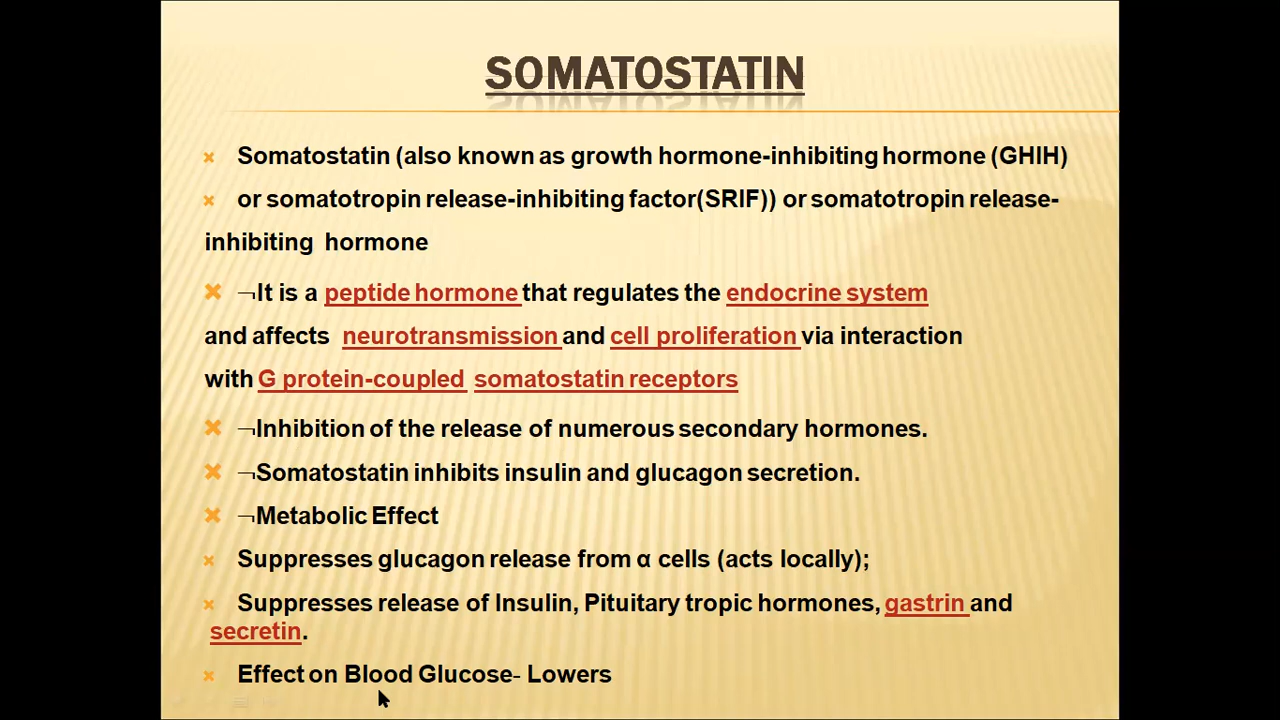 SOMATOSTATIN
Somatostatin (also known as growth hormone-inhibiting hormone (GHIH)
or somatotropin release-inhibiting factor(SRIF)) or somatotropin release-
inhibiting hormone
¬It is a peptide hormone that regulates the endocrine system
and affects neurotransmission and cell proliferation via interaction
with G protein-coupled somatostatin receptors
¬Inhibition of the release of numerous secondary hormones.
¬Somatostatin inhibits insulin and glucagon secretion.
¬Metabolic Effect
Suppresses glucagon release from α cells (acts locally);
Suppresses release of Insulin, Pituitary tropic hormones, gastrin and
secretin.
Effect on Blood Glucose- Lowers